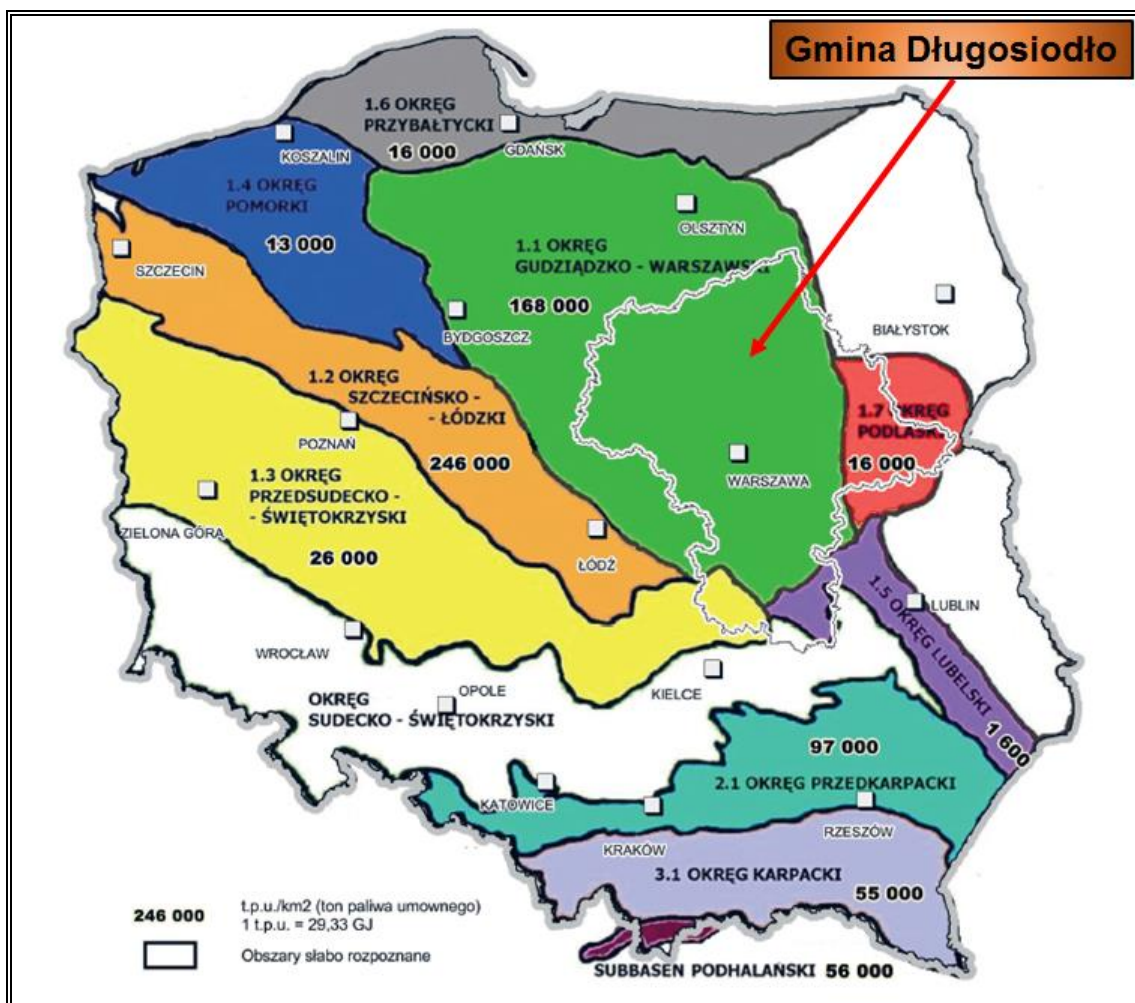 Gmina Długosiodło
1.6 OKRĘG
PRZYBAŁTYCKI
16 000
KOSZALIN
GDAŃSK
1.4 OKRĘG
POMORKI
13 000
OLSZTYN
1.1 OKRĘG
GUDZIĄDZKO - WARSZAWSKI
168 000
SZCZECIN
BYDGOSZCZ
BIAŁYSTOK
1.2 OKRĘG
SZCZECIŃSKO -
- ŁÓDZKI
246 000
1.7 OKRĘG
PODLASKI
16 000
POZNAŃ
WARSZAWA
1.3 OKRĘG
PRZEDSUDECKO -
- ŚWIĘTOKRZYSKI
26 000
ZIELONA GÓRA
ŁÓDŹ
1.5 OKRĘG LUBELSKI
1 600
LUBLIN
WROCŁAW
OPOLE
KIELCE
OKRĘG
SUDECKO - ŚWIĘTOKRZYSKI
97 000
2.1 OKRĘG PRZEDKARPACKI
KATOWICE
KRAKÓW
RZESZÓW
3.1 OKRĘG KARPACKI
55 000
246 000
t.p.u./km2 (ton paliwa umownego)
1 t.p.u. = 29,33 GJ
Obszary słabo rozpoznane
SUBBASEN PODHALAŃSKI 56 000